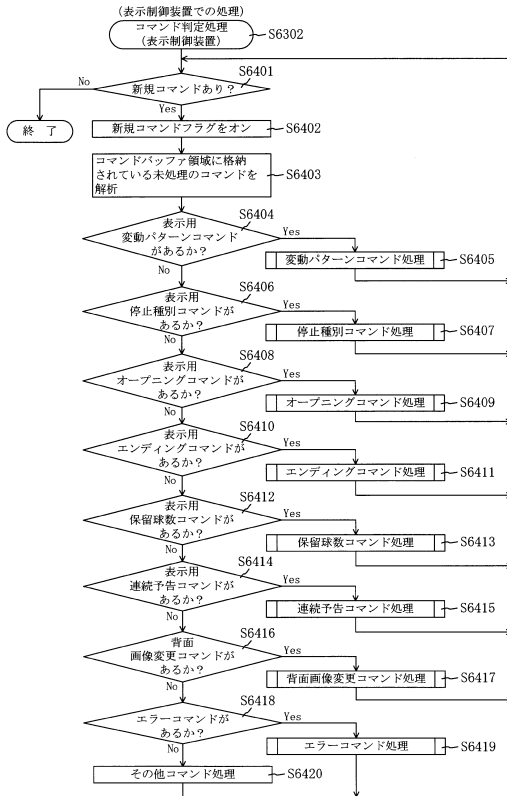 (表示制御装置での処理)
コマンド判定処理
(表示制御装置)
S6302
S6401
No
新規コマンドあり?
Yes
終 了
新規コマンドフラグをオン
S6402
コマンドバッファ領域に格納
されている未処理のコマンドを
解析
S6403
S6404
表示用
変動パターンコマンド
があるか?
Yes
変動パターンコマンド処理
S6405
No
S6406
表示用
停止種別コマンドが
あるか?
Yes
停止種別コマンド処理
S6407
No
S6408
表示用
オープニングコマンドが
あるか?
Yes
オープニングコマンド処理
S6409
No
S6410
表示用
エンディングコマンドが
あるか?
Yes
エンディングコマンド処理
S6411
No
S6412
表示用
保留球数コマンドが
あるか?
Yes
保留球数コマンド処理
S6413
No
S6414
表示用
連続予告コマンドが
あるか?
Yes
連続予告コマンド処理
S6415
No
S6416
背面
画像変更コマンドが
あるか?
Yes
背面画像変更コマンド処理
S6417
No
S6418
エラーコマンドが
あるか?
Yes
エラーコマンド処理
S6419
No
その他コマンド処理
S6420